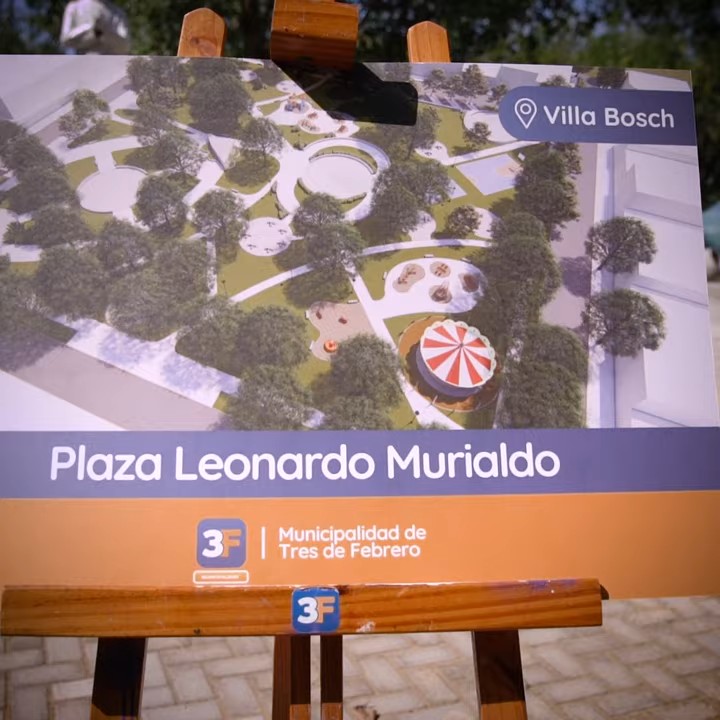 Villa Bosch
Plaza Leonardo Murialdo
3F
Municipalidad de
Tres de Febrero
3F